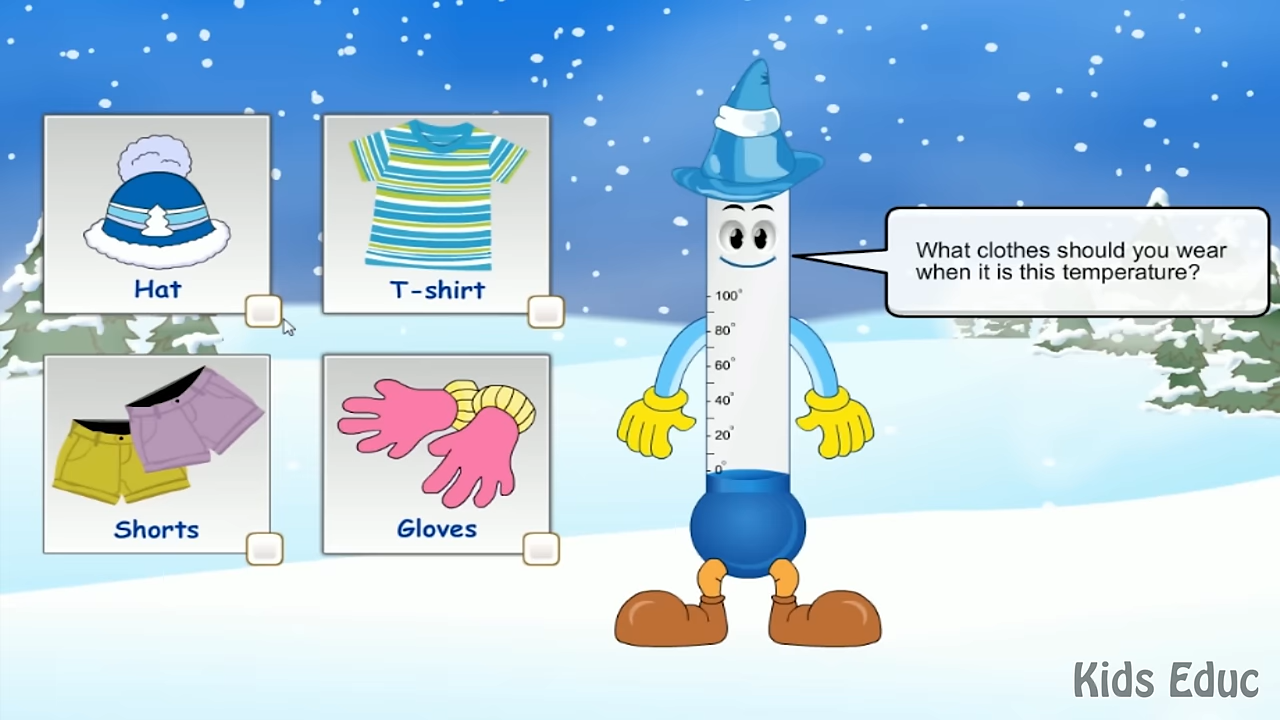 Hat
T-shirt
Shorts
Gloves
What clothes should you wear
when it is this temperature?
100°
80°
60°
40°
20°
0°
Kids Educ